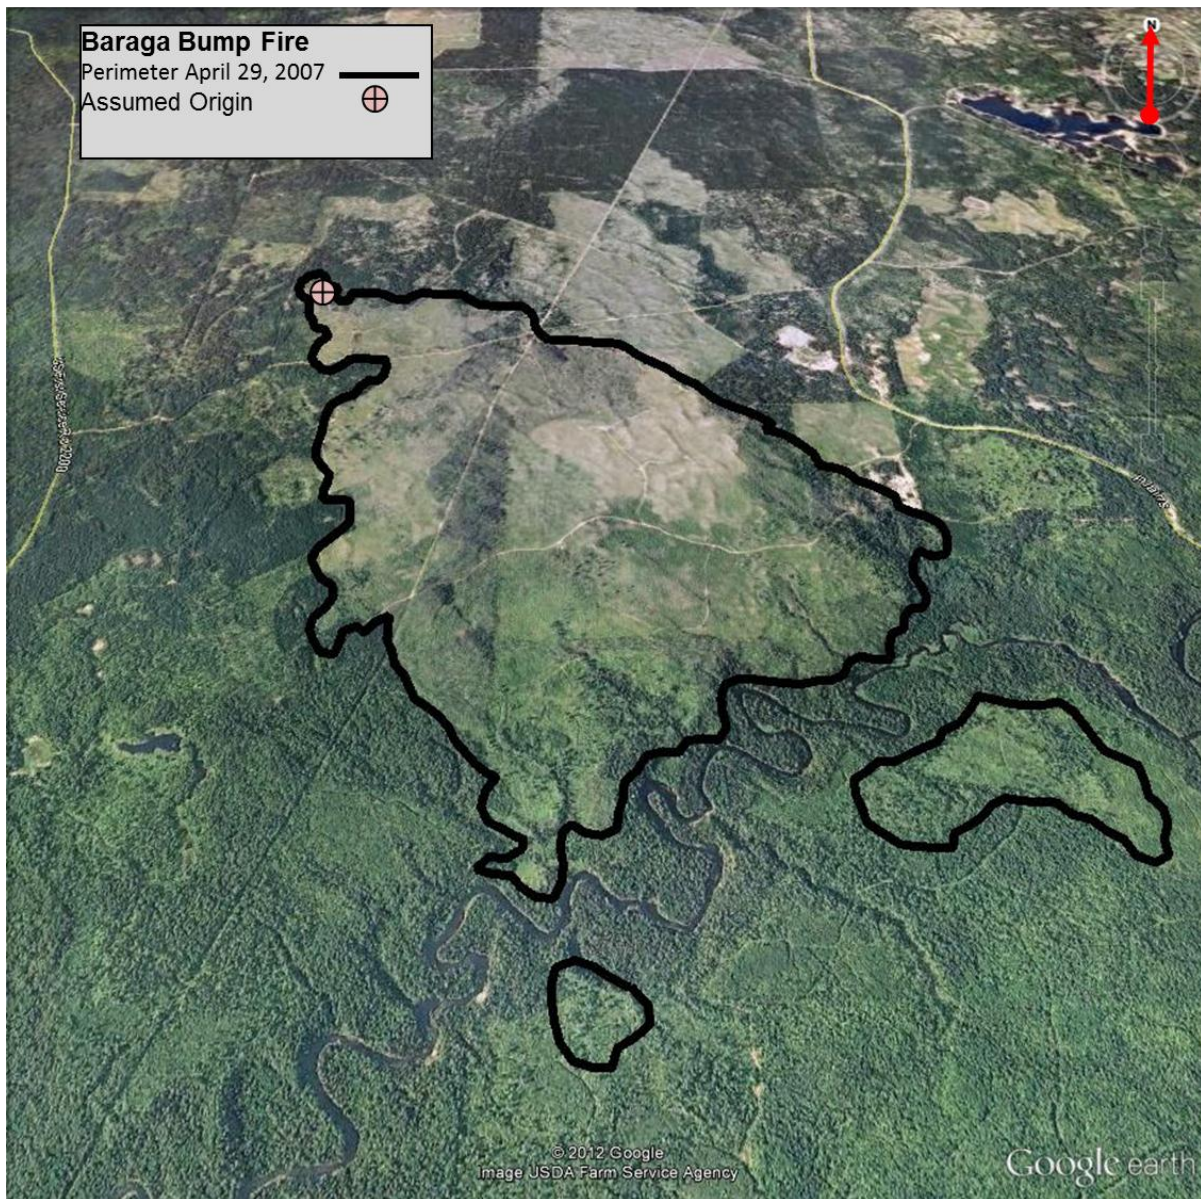 Baraga Bump Fire
Perimeter April 29, 2007
Assumed Origin
N
© 2012 Google
Image USDA Farm Service Agency
Google earth